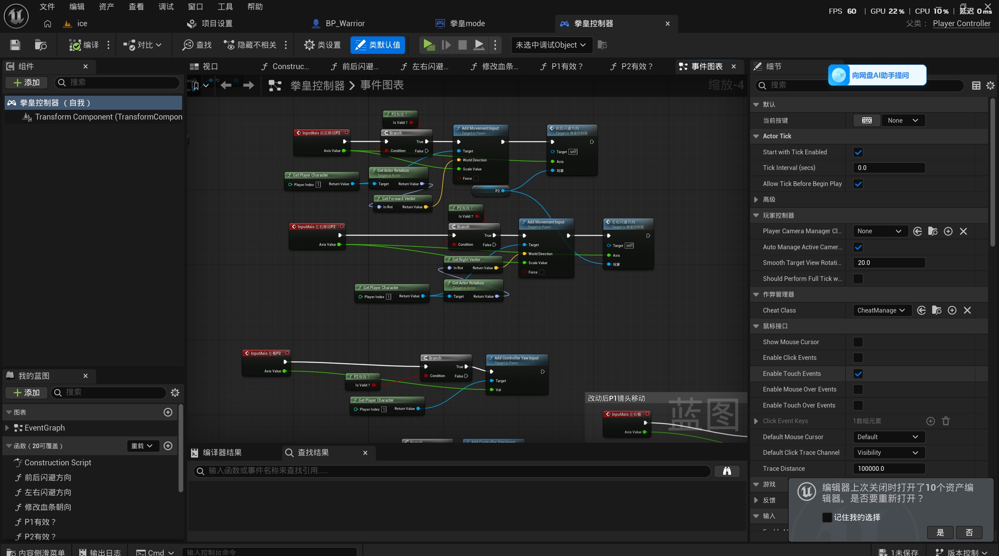 文件 编辑 资产 查看 调试 窗口 工具 帮助
FPS 60 | GPU 22 % | CPU 10 % | 延迟 0 ms
ice 项目设置 BP_Warrior 拳皇mode 拳皇控制器
父类： Player Controller
编译 对比 查找 隐藏不相关 类设置 类默认值 未选中调试Object
组件
添加 搜索
拳皇控制器 （自我）
Transform Component (TransformCompon
视口 Construc... 前后闪避... 左右闪避... 修改血条... P1有效？ P2有效？ 事件图表
拳皇控制器 > 事件图表 缩放-4
P2
P2有效？
Is Valid ?
InputAxis 前后移动P2
Axis Value
Branch
True
Condition False
Add Movement Input
Target is Pawn
Target
World Direction
Scale Value
Force
前后闪避方向
Target is 拳皇控制器
Target self
Axis
玩家
Get Player Character
Player Index 1 Return Value
Get Actor Rotation
Target is Actor
Target Return Value
Get Forward Vector
In Rot Return Value
P2
P2有效？
Is Valid ?
InputAxis 左右移动P2
Axis Value
Branch
True
Condition False
Add Movement Input
Target is Pawn
Target
World Direction
Scale Value
Force
左右闪避方向
Target is 拳皇控制器
Target self
Axis
玩家
Get Right Vector
In Rot Return Value
Get Player Character
Player Index 1 Return Value
Get Actor Rotation
Target is Actor
Target Return Value
InputAxis 左看P2
Axis Value
Branch
True
Condition False
Add Controller Yaw Input
Target is Pawn
Target
Val
P2有效？
Is Valid ?
Get Player Character
Player Index 1 Return Value
改动后P1镜头移动
InputAxis 左右看
Axis Value
蓝图
Branch
Add Controller Yaw Input
我的蓝图
添加 搜索
图表
EventGraph
函数（20可覆盖） 重载
Construction Script
前后闪避方向
左右闪避方向
修改血条朝向
P1有效？
P2有效？
编译器结果 查找结果
输入函数或事件名称来查找引用......
细节
向网盘AI助手提问
搜索
默认
当前按键 None
Actor Tick
Start with Tick Enabled
Tick Interval (secs) 0.0
Allow Tick Before Begin Play
高级
玩家控制器
Player Camera Manager Cl... None
Auto Manage Active Camer...
Smooth Target View Rotati... 20.0
Should Perform Full Tick w...
作弊管理器
Cheat Class CheatManage
鼠标接口
Show Mouse Cursor
Enable Click Events
Enable Touch Events
Enable Mouse Over Events
Enable Touch Over Events
Click Event Keys 1数组元素
Default Mouse Cursor Default
Default Click Trace Channel Visibility
Trace Distance 100000.0
游戏
反馈
输入
编辑器上次关闭时打开了10个资产编
辑器。是否要重新打开？
记住我的选择
是 否
内容侧滑菜单 输出日志 Cmd 输入控制台命令 1未保存 版本控制